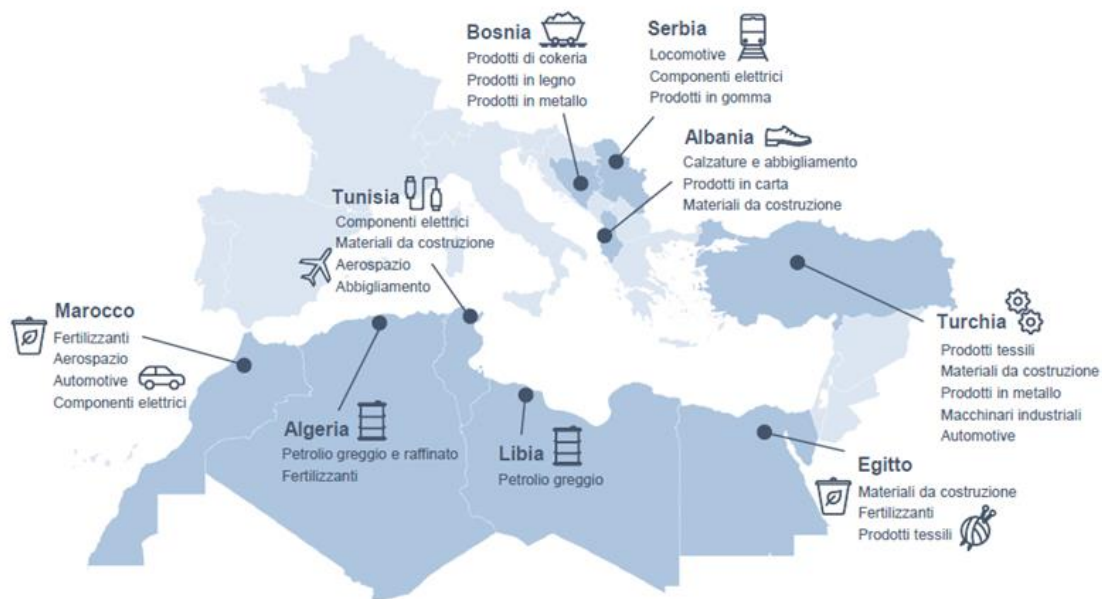 Bosnia
Prodotti di cokeria
Prodotti in legno
Prodotti in metallo
Serbia
Locomotive
Componenti elettrici
Prodotti in gomma
Albania
Calzature e abbigliamento
Prodotti in carta
Materiali da costruzione
Tunisia
Componenti elettrici
Materiali da costruzione
Aerospazio
Abbigliamento
Marocco
Fertilizzanti
Aerospazio
Automotive
Componenti elettrici
Algeria
Petrolio greggio e raffinato
Fertilizzanti
Libia
Petrolio greggio
Turchia
Prodotti tessili
Materiali da costruzione
Prodotti in metallo
Macchinari industriali
Automotive
Egitto
Materiali da costruzione
Fertilizzanti
Prodotti tessili